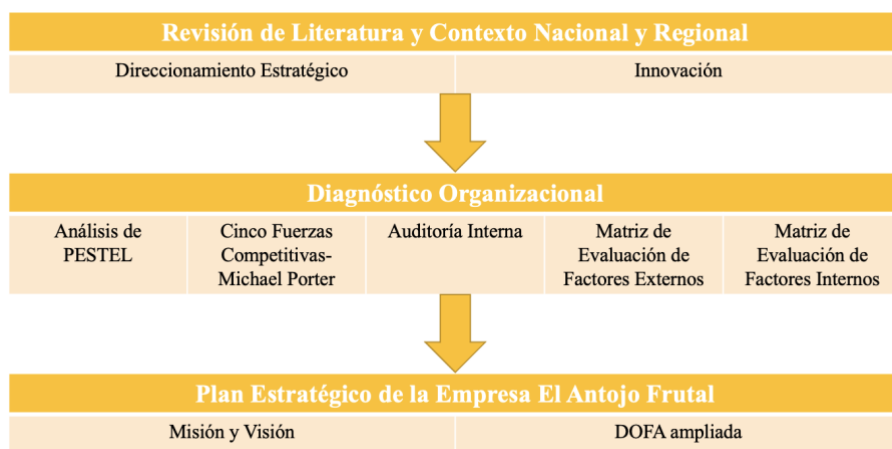 Revisión de Literatura y Contexto Nacional y Regional
Direccionamiento Estratégico
Innovación
Diagnóstico Organizacional
Análisis de
PESTEL
Cinco Fuerzas
Competitivas-
Michael Porter
Auditoría Interna
Matriz de
Evaluación de
Factores Externos
Matriz de
Evaluación de
Factores Internos
Plan Estratégico de la Empresa El Antojo Frutal
Misión y Visión
DOFA ampliada